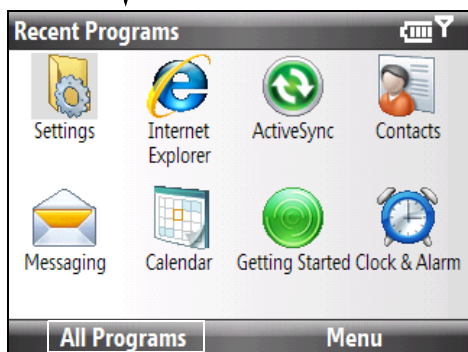 Recent Programs
Settings Internet Explorer ActiveSync Contacts
Messaging Calendar Getting Started Clock & Alarm
All Programs Menu